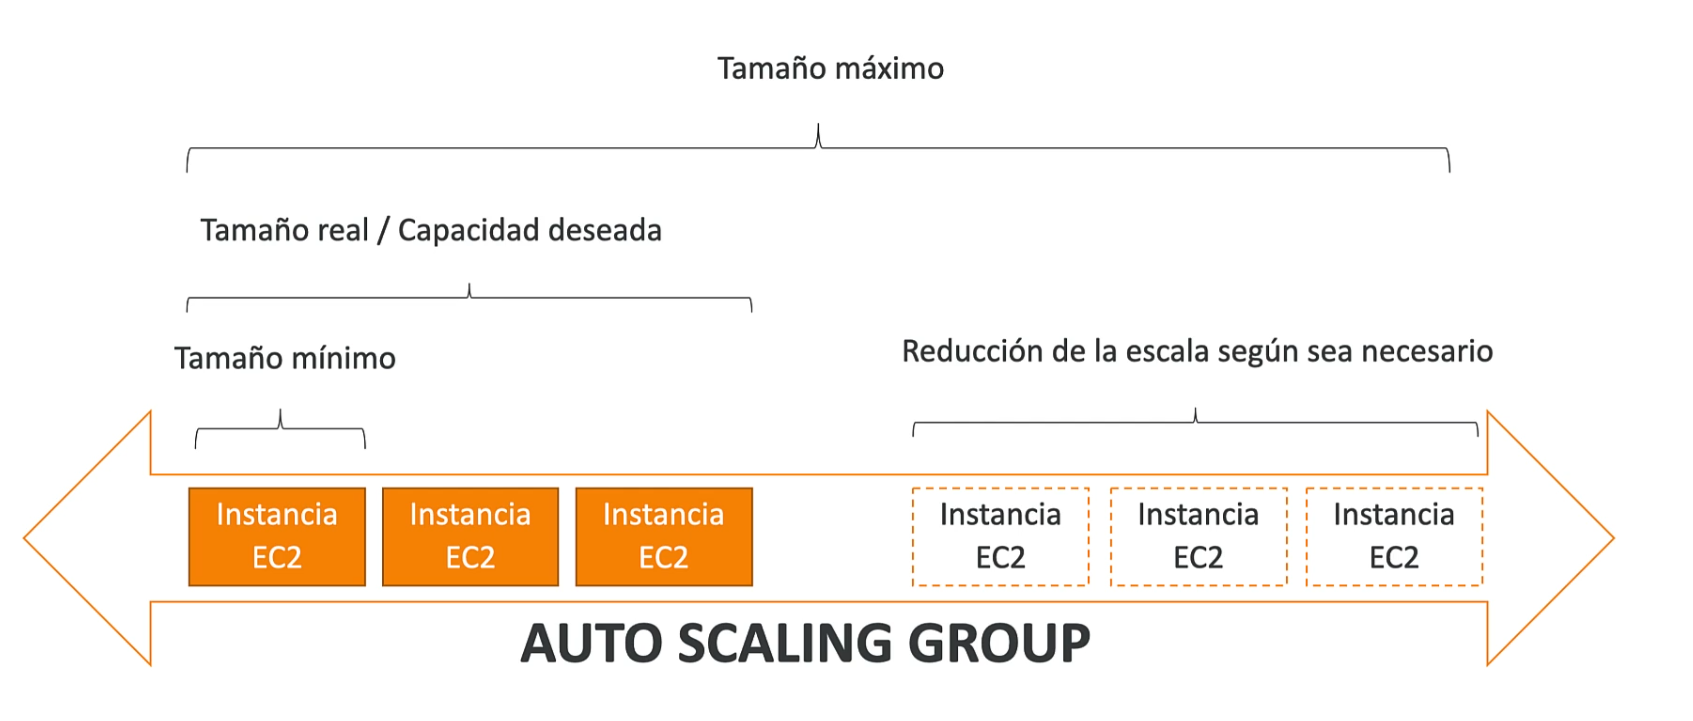 Tamaño máximo
Tamaño real / Capacidad deseada
Tamaño mínimo
Reducción de la escala según sea necesario
Instancia
EC2
Instancia
EC2
Instancia
EC2
Instancia
EC2
Instancia
EC2
Instancia
EC2
AUTO SCALING GROUP